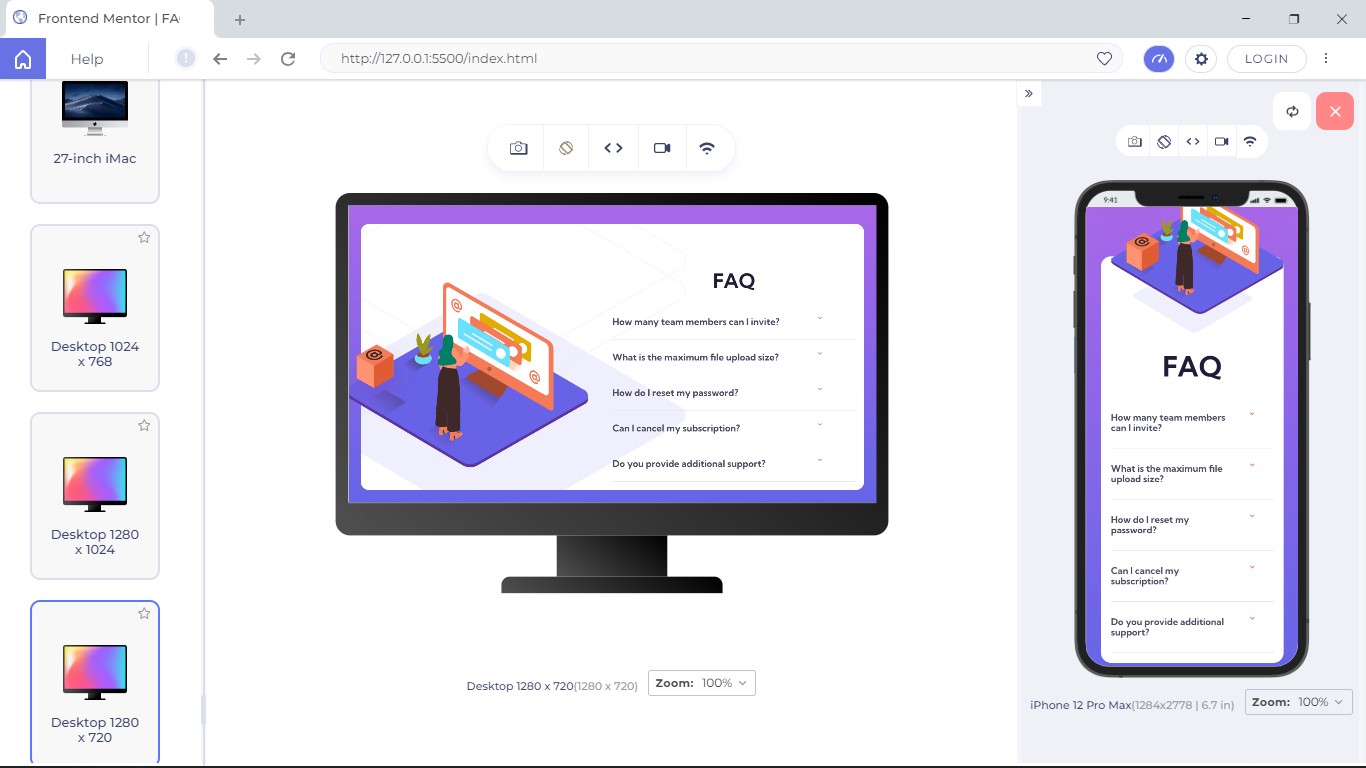 Frontend Mentor | FAQ
Help
http://127.0.0.1:5500/index.html
LOGIN
27-inch iMac
Desktop 1024
x 768
Desktop 1280
x 1024
Desktop 1280
x 720
FAQ
How many team members can I invite?
What is the maximum file upload size?
How do I reset my password?
Can I cancel my subscription?
Do you provide additional support?
Desktop 1280 x 720(1280 x 720)
Zoom: 100%
9:41
FAQ
How many team members
can I invite?
What is the maximum file
upload size?
How do I reset my
password?
Can I cancel my
subscription?
Do you provide additional
support?
iPhone 12 Pro Max(1284x2778 | 6.7 in)
Zoom: 100%